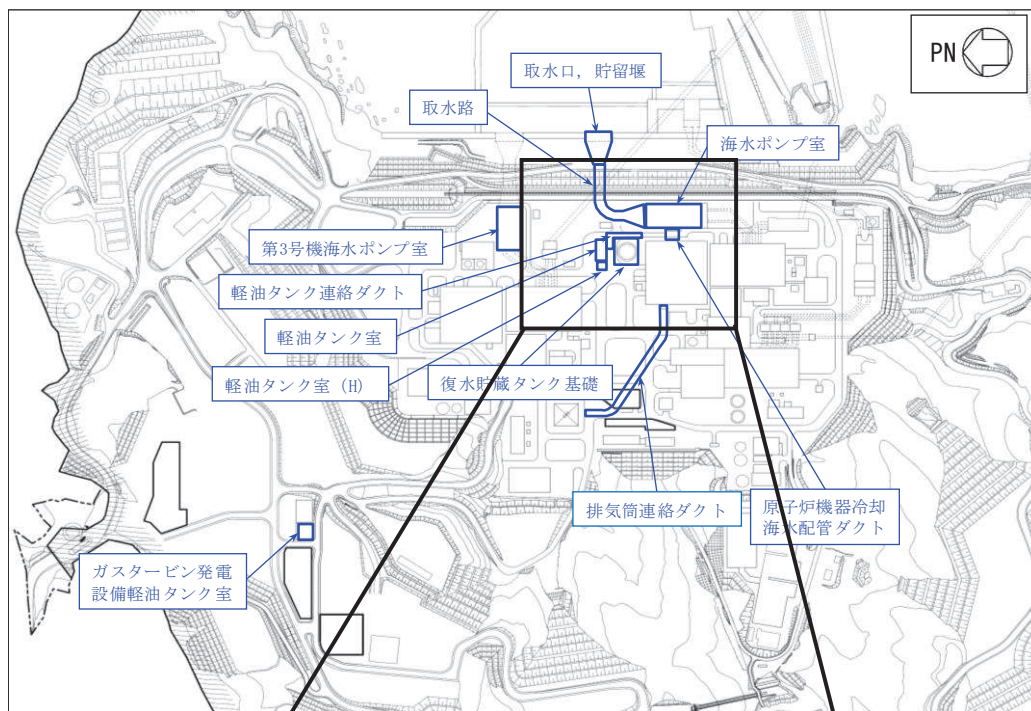 PN
取水口，貯留堰
取水路
海水ポンプ室
第3号機海水ポンプ室
軽油タンク連絡ダクト
軽油タンク室
軽油タンク室 (H)
復水貯蔵タンク基礎
排気筒連絡ダクト
原子炉機器冷却
海水配管ダクト
ガスタービン発電
設備軽油タンク室